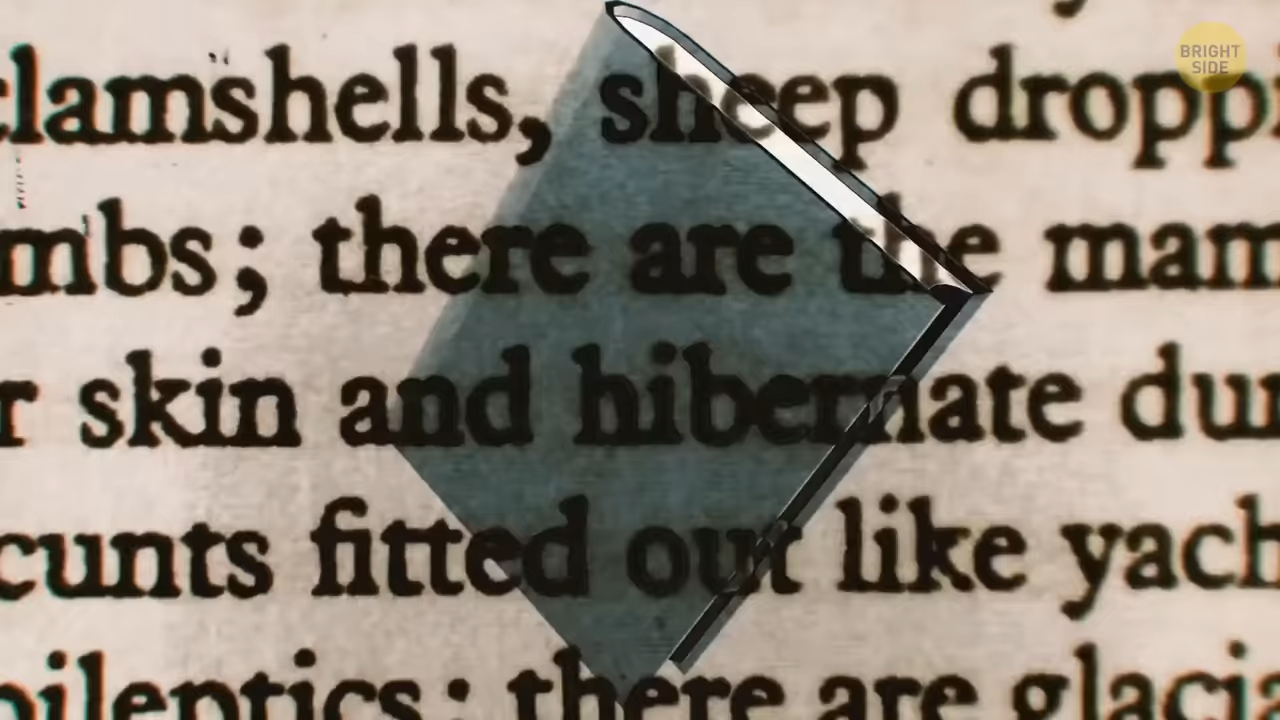 clamshells, sheep droppi
mbs; there are the mam
r skin and hibernate dur
cunts fitted out like yach
pileptics; there are glacia
BRIGHT
SIDE